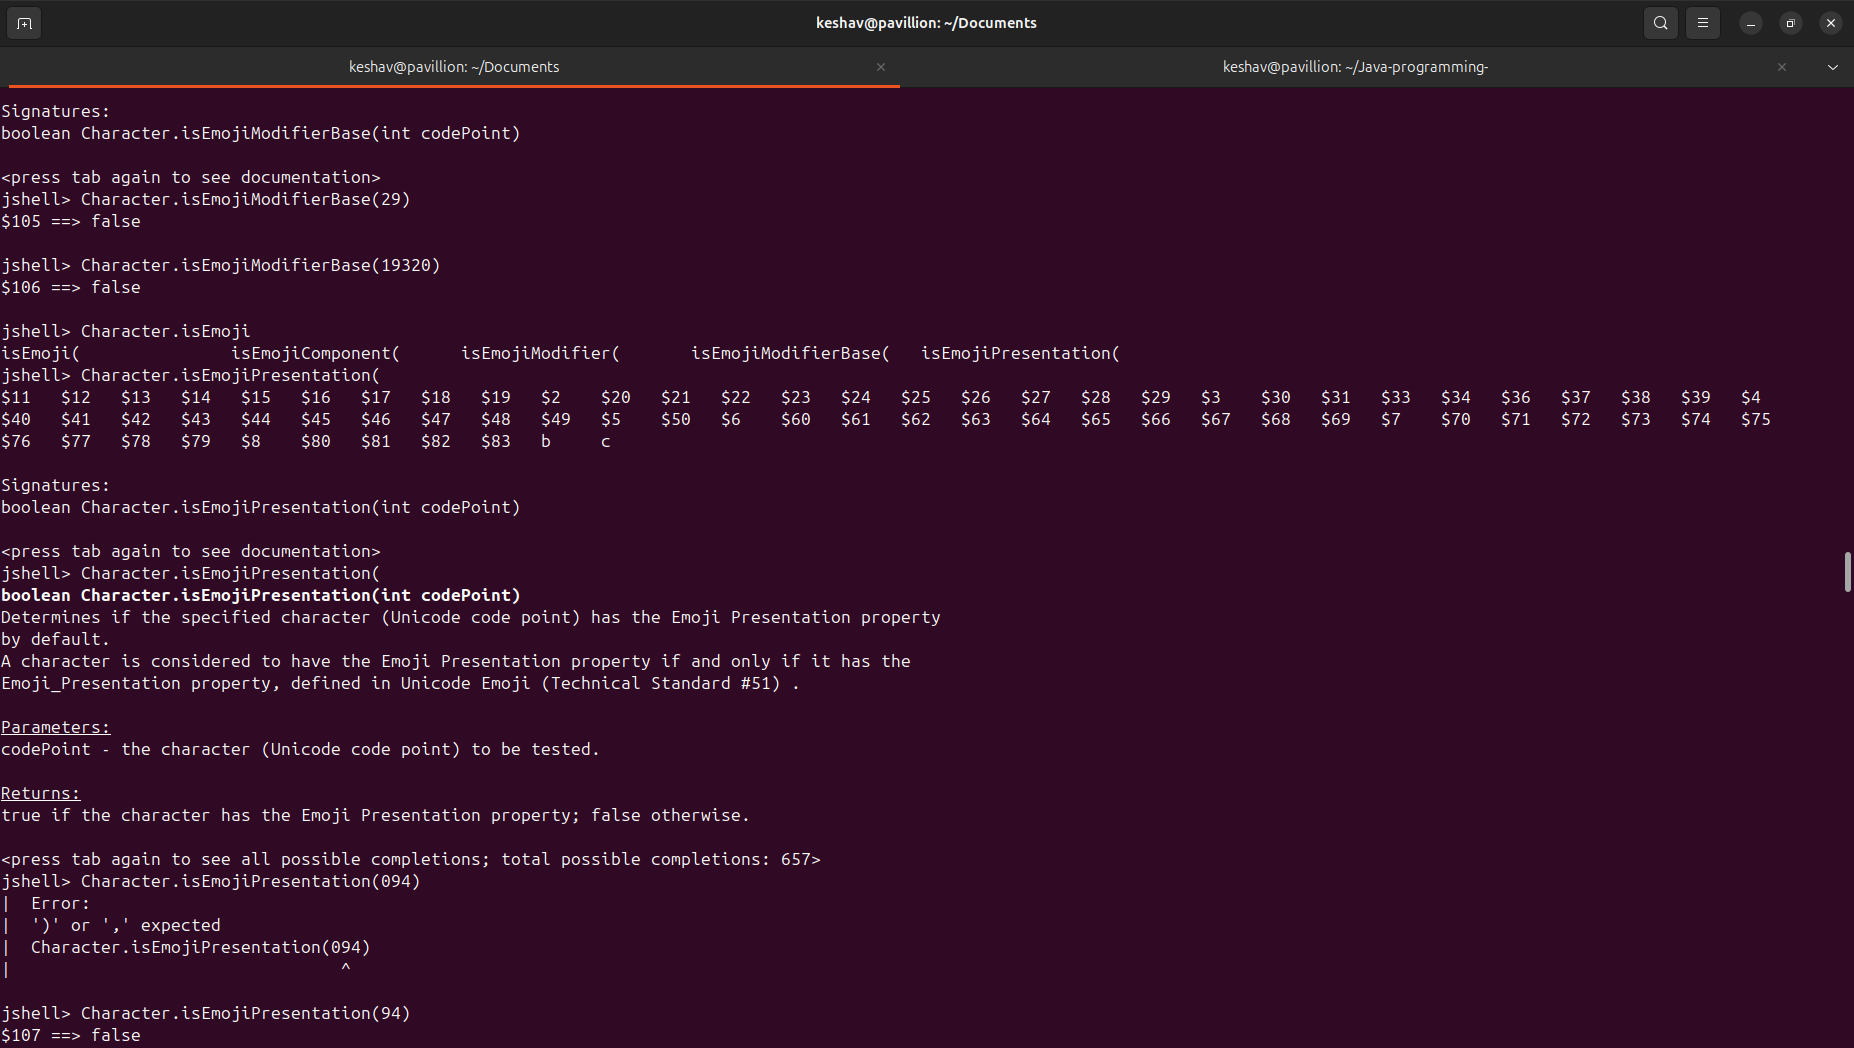 keshav@pavillion: ~/Documents
keshav@pavillion: ~/Documents
keshav@pavillion: ~/Java-programming-
Signatures:
boolean Character.isEmojiModifierBase(int codePoint)
<press tab again to see documentation>
jshell> Character.isEmojiModifierBase(29)
$105 ==> false
jshell> Character.isEmojiModifierBase(19320)
$106 ==> false
jshell> Character.isEmoji
isEmoji( isEmojiComponent( isEmojiModifier( isEmojiModifierBase( isEmojiPresentation(
jshell> Character.isEmojiPresentation(
$11 $12 $13 $14 $15 $16 $17 $18 $19 $2 $20 $21 $22 $23 $24 $25 $26 $27 $28 $29 $3 $30 $31 $33 $34 $36 $37 $38 $39 $4
$40 $41 $42 $43 $44 $45 $46 $47 $48 $49 $5 $50 $6 $60 $61 $62 $63 $64 $65 $66 $67 $68 $69 $7 $70 $71 $72 $73 $74 $75
$76 $77 $78 $79 $8 $80 $81 $82 $83 b c
Signatures:
boolean Character.isEmojiPresentation(int codePoint)
<press tab again to see documentation>
jshell> Character.isEmojiPresentation(
boolean Character.isEmojiPresentation(int codePoint)
Determines if the specified character (Unicode code point) has the Emoji Presentation property
by default.
A character is considered to have the Emoji Presentation property if and only if it has the
Emoji_Presentation property, defined in Unicode Emoji (Technical Standard #51) .
Parameters:
codePoint - the character (Unicode code point) to be tested.
Returns:
true if the character has the Emoji Presentation property; false otherwise.
<press tab again to see all possible completions; total possible completions: 657>
jshell> Character.isEmojiPresentation(094)
| Error:
| ')' or ',' expected
| Character.isEmojiPresentation(094)
| ^
jshell> Character.isEmojiPresentation(94)
$107 ==> false